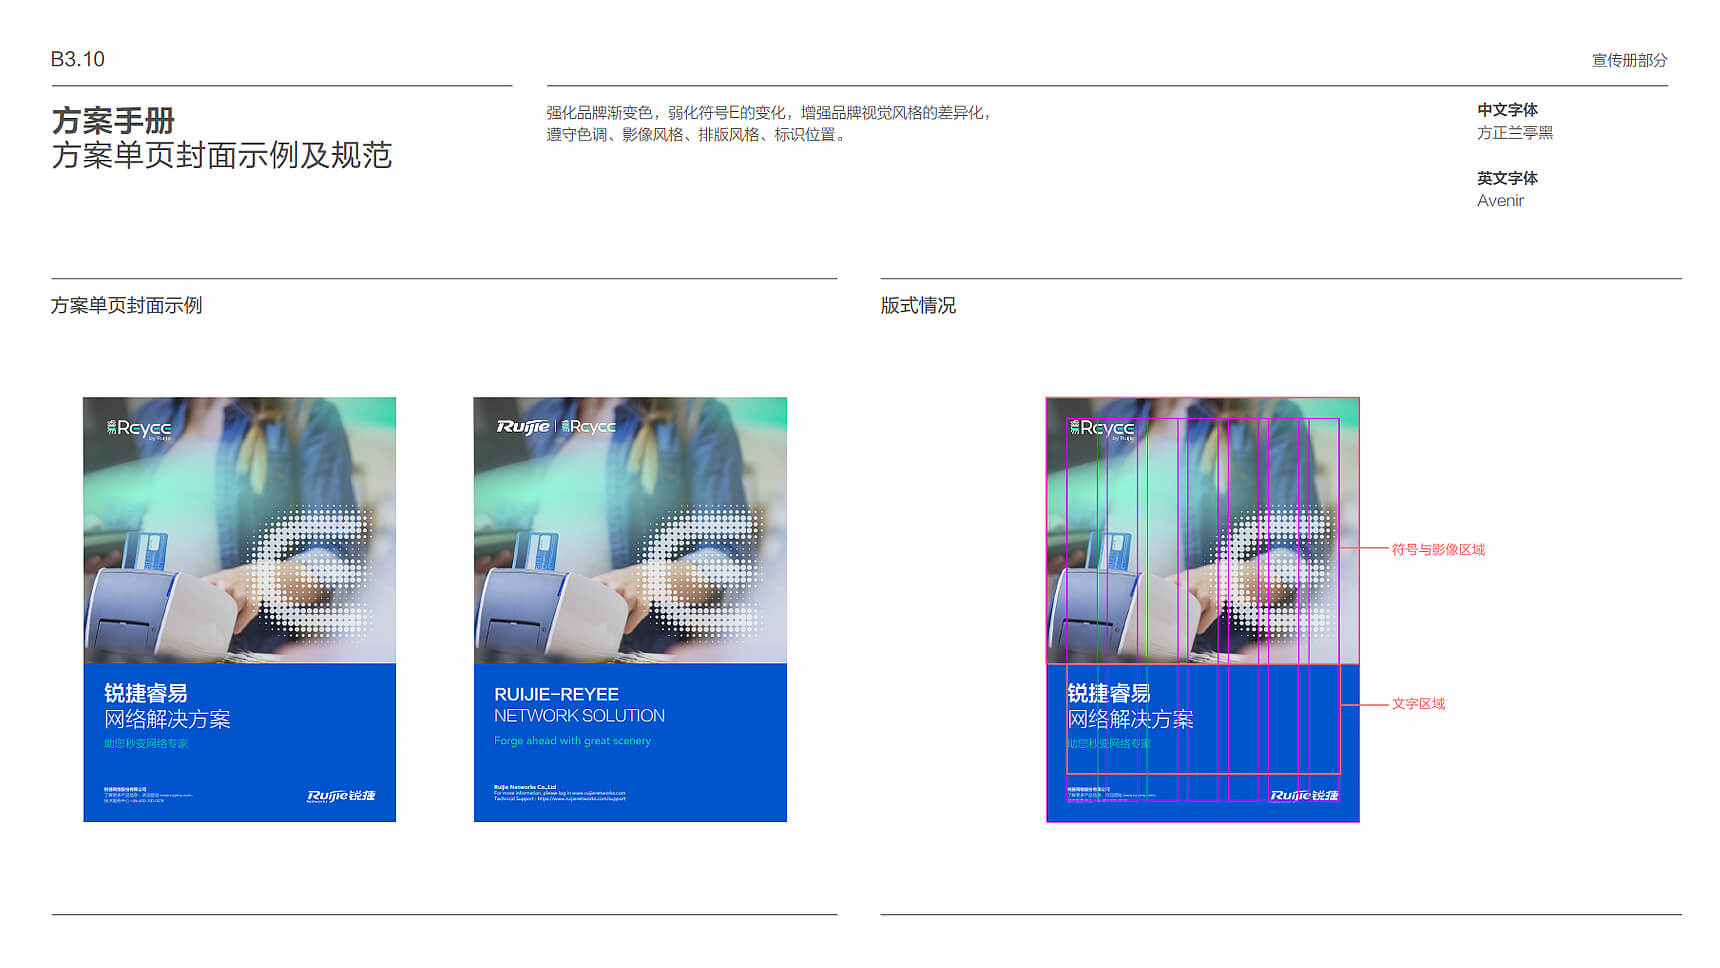 B3.10
宣传册部分
方案手册
方案单页封面示例及规范
强化品牌渐变色，弱化符号E的变化，增强品牌视觉风格的差异化，
遵守色调、影像风格、排版风格、标识位置。
中文字体
方正兰亭黑
英文字体
Avenir
方案单页封面示例
版式情况
睿易 Reyee
by Ruijie
锐捷睿易
网络解决方案
助您秒变网络专家
Ruijie锐捷
Networks
Ruijie | 睿易 Reyee
RUIJIE-REYEE
NETWORK SOLUTION
Forge ahead with great scenery
Ruijie Networks Co.,Ltd
For more information, please log in www.ruijienetworks.com
Technical Support : https://www.ruijienetworks.com/support
睿易 Reyee
by Ruijie
符号与影像区域
锐捷睿易
网络解决方案
助您秒变网络专家
文字区域
Ruijie锐捷